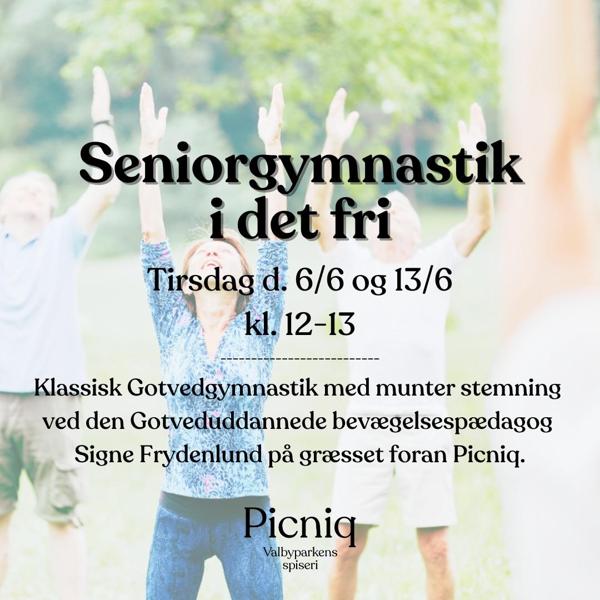 Seniorgymnastik
i det fri
Tirsdag d. 6/6 og 13/6
kl. 12-13
---------------------------
Klassisk Gotvedgymnastik med munter stemning
ved den Gotveduddannede bevægelsespædagog
Signe Frydenlund på græsset foran Picniq.
Picniq
Valbyparkens
spiseri